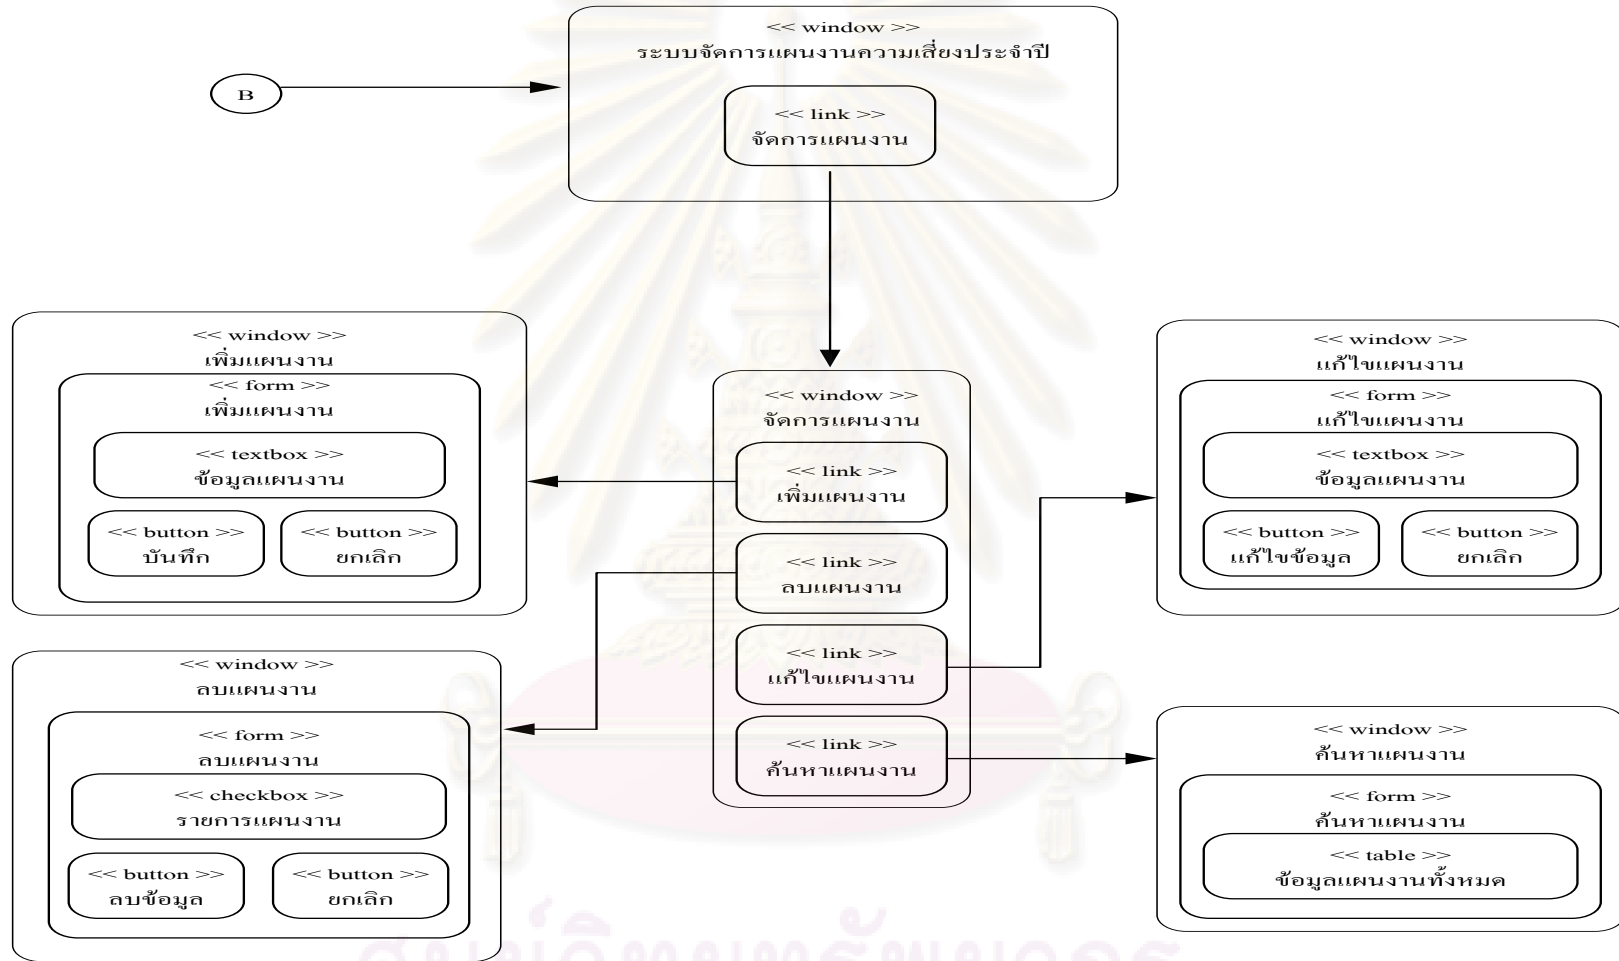 << window >>
ระบบจัดการแผนงานความเสี่ยงประจำปี
B
<< link >>
จัดการแผนงาน
<< window >>
เพิ่มแผนงาน
<< form >>
เพิ่มแผนงาน
<< textbox >>
ข้อมูลแผนงาน
<< button >>
บันทึก
<< button >>
ยกเลิก
<< window >>
จัดการแผนงาน
<< link >>
เพิ่มแผนงาน
<< link >>
ลบแผนงาน
<< link >>
แก้ไขแผนงาน
<< link >>
ค้นหาแผนงาน
<< window >>
แก้ไขแผนงาน
<< form >>
แก้ไขแผนงาน
<< textbox >>
ข้อมูลแผนงาน
<< button >>
แก้ไขข้อมูล
<< button >>
ยกเลิก
<< window >>
ลบแผนงาน
<< form >>
ลบแผนงาน
<< checkbox >>
รายการแผนงาน
<< button >>
ลบข้อมูล
<< button >>
ยกเลิก
<< window >>
ค้นหาแผนงาน
<< form >>
ค้นหาแผนงาน
<< table >>
ข้อมูลแผนงานทั้งหมด
ศูนย์วิทยทรัพยากร